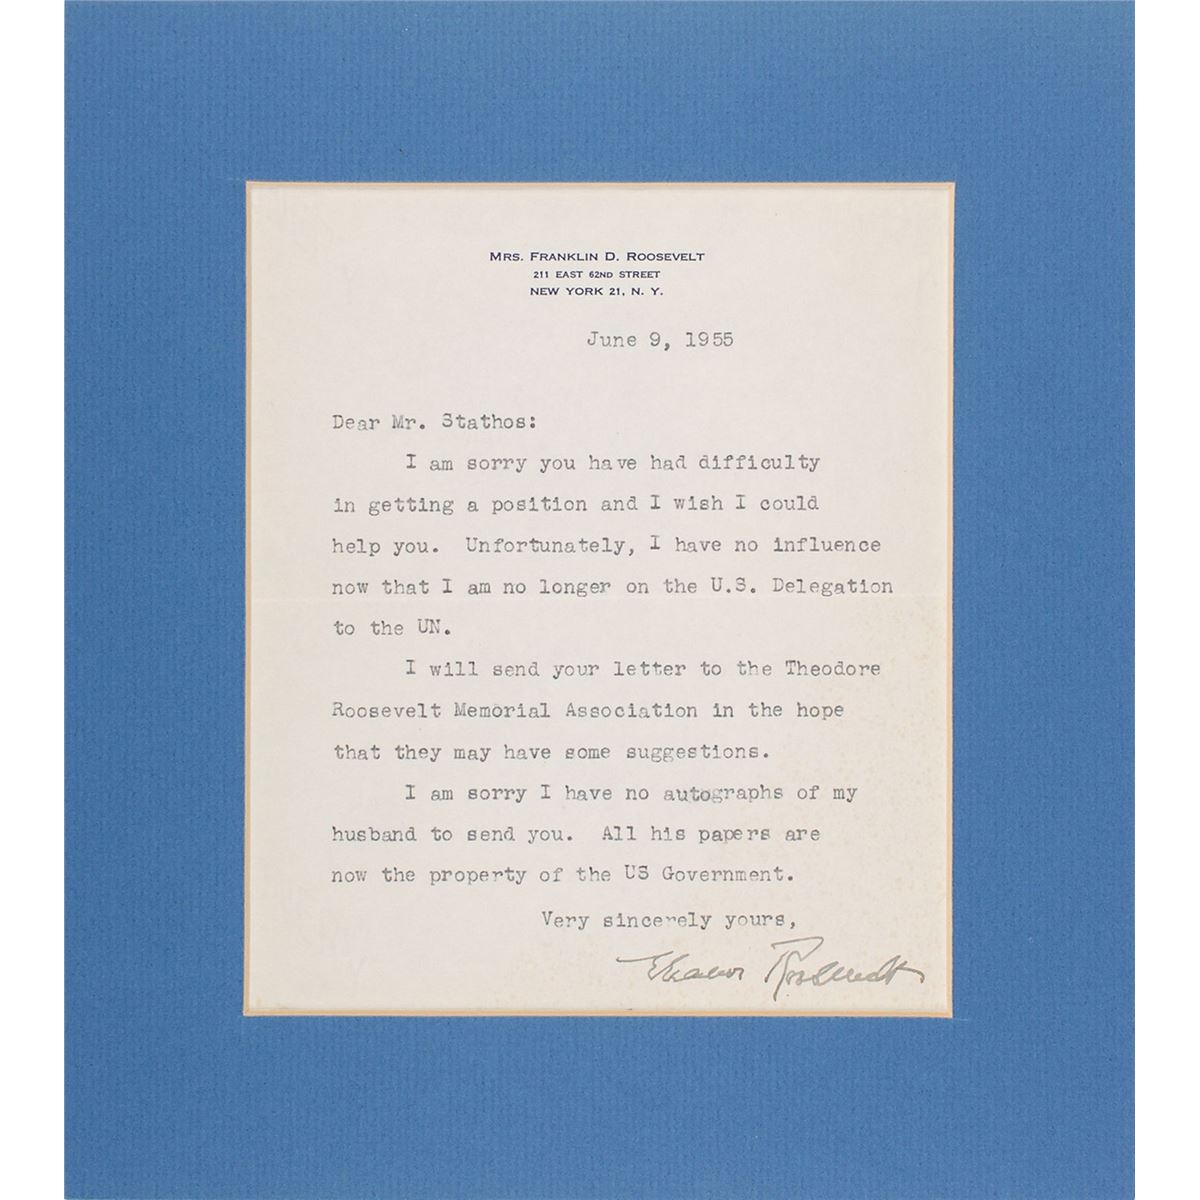 MRS. FRANKLIN D. ROOSEVELT
211 EAST 62ND STREET
NEW YORK 21, N. Y.
June 9, 1955
Dear Mr. Stathos:
I am sorry you have had difficulty
in getting a position and I wish I could
help you. Unfortunately, I have no influence
now that I am no longer on the U.S. Delegation
to the UN.
I will send your letter to the Theodore
Roosevelt Memorial Association in the hope
that they may have some suggestions.
I am sorry I have no autographs of my
husband to send you. All his papers are
now the property of the US Government.
Very sincerely yours,
Eleanor Roosevelt